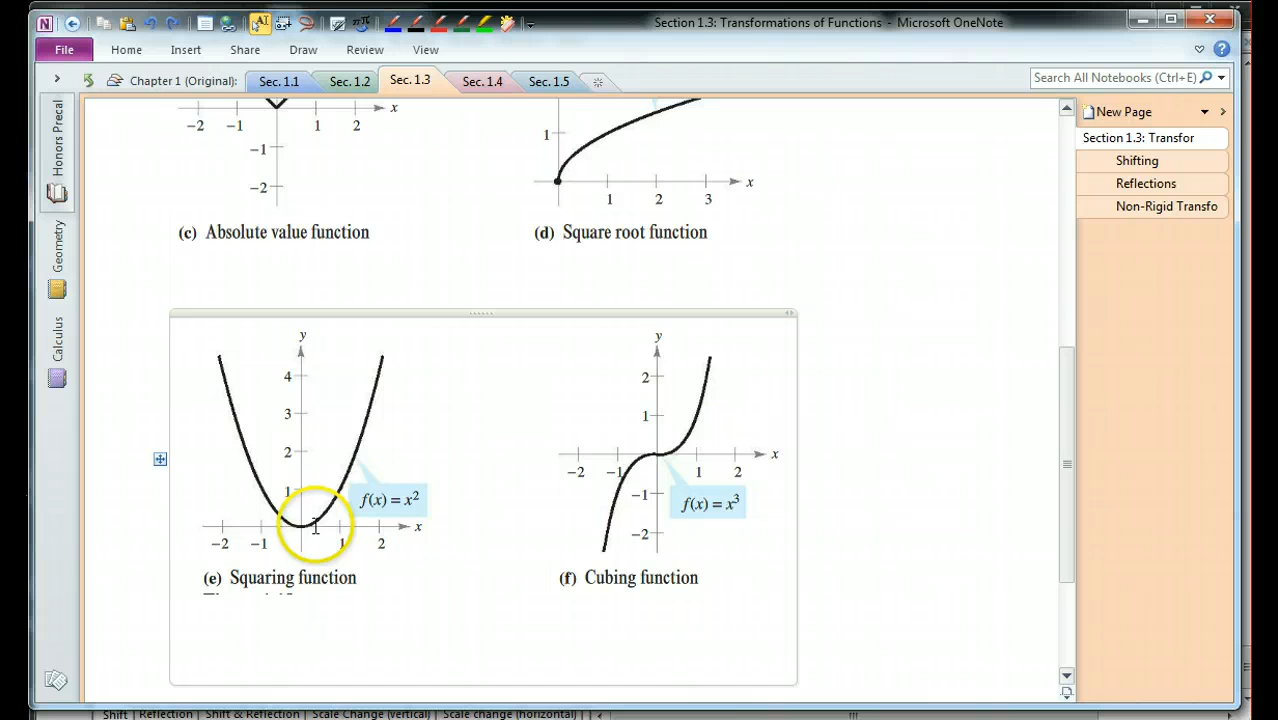 Section 1.3: Transformations of Functions - Microsoft OneNote
File Home Insert Share Draw Review View
Chapter 1 (Original): Sec. 1.1 Sec. 1.2 Sec. 1.3 Sec. 1.4 Sec. 1.5
Search All Notebooks (Ctrl+E)
Honors Precal
Geometry
Calculus
New Page
Section 1.3: Transfor
Shifting
Reflections
Non-Rigid Transfo
-2 -1 1 2 x
-1
-2
(c) Absolute value function
1
1 2 3 x
(d) Square root function
y
4
3
2
1
f(x) = x²
-2 -1 1 2 x
(e) Squaring function
y
2
1
-2 -1 1 2 x
-1
f(x) = x³
-2
(f) Cubing function
Shift Reflection Shift & Reflection Scale Change (vertical) Scale change (horizontal)